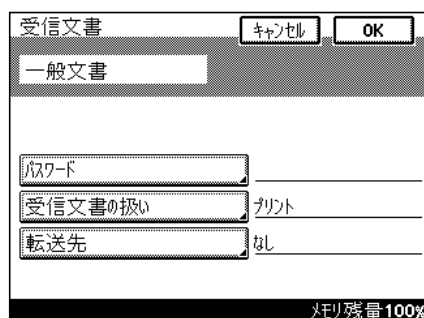 受信文書 ｷｬﾝｾﾙ OK
一般文書
ﾊﾟｽﾜｰﾄﾞ
受信文書の扱い ﾌﾟﾘﾝﾄ
転送先 なし
ﾒﾓﾘ残量100%